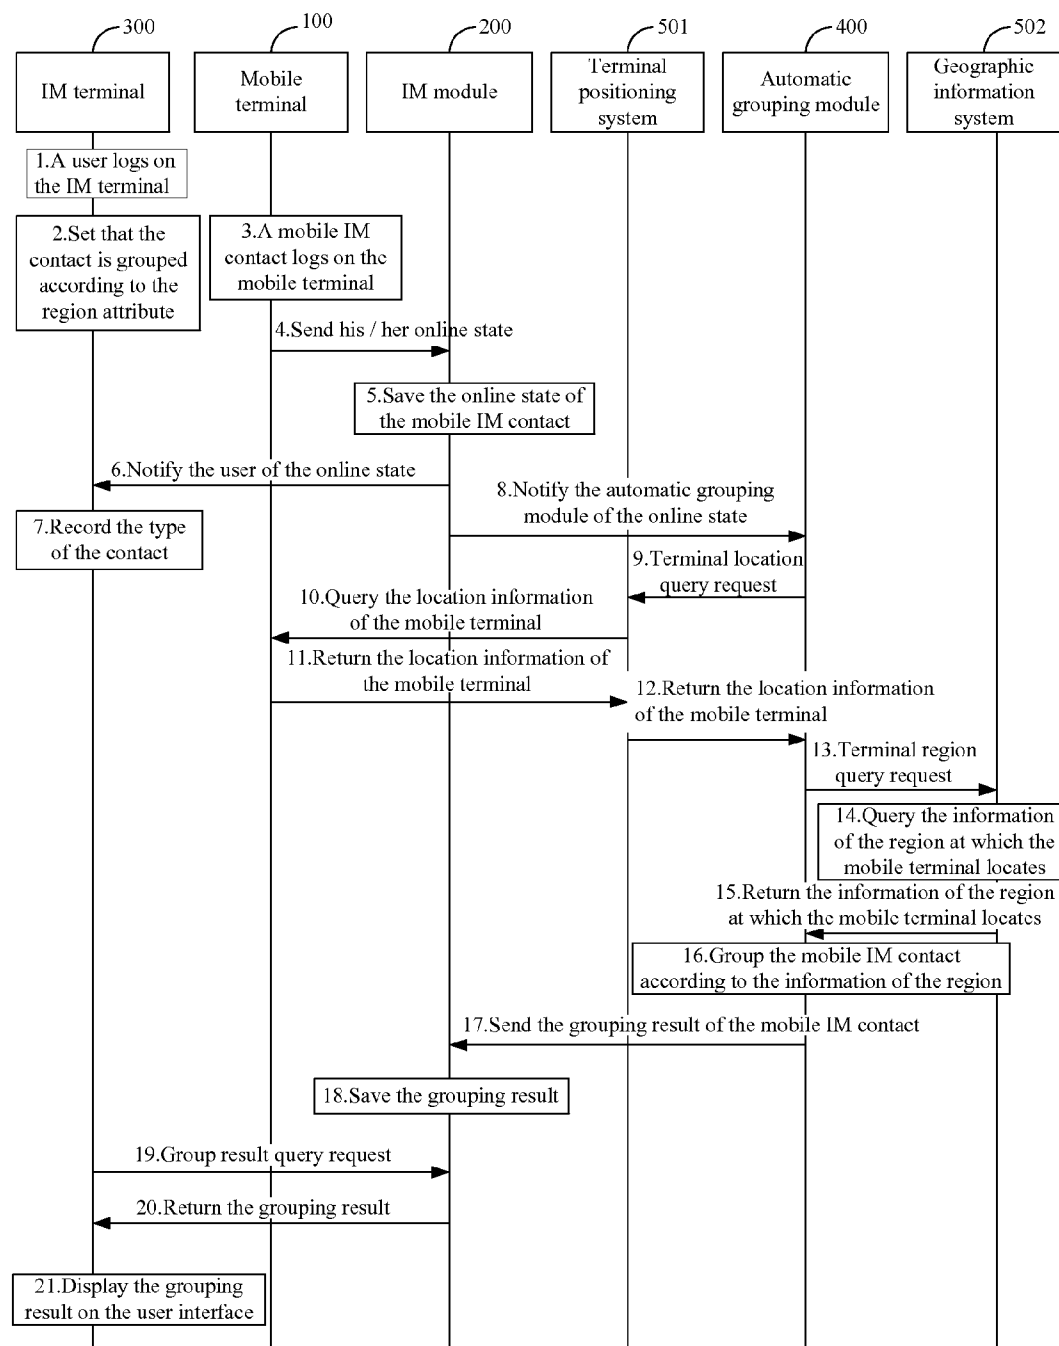 300
100
200
501
400
502
IM terminal
Mobile
terminal
IM module
Terminal
positioning
system
Automatic
grouping module
Geographic
information
system
1.A user logs on
the IM terminal
2.Set that the
contact is grouped
according to the
region attribute
3.A mobile IM
contact logs on the
mobile terminal
4.Send his / her online state
5.Save the online state of
the mobile IM contact
6.Notify the user of the online state
7.Record the type
of the contact
8.Notify the automatic grouping
module of the online state
9.Terminal location
query request
10.Query the location information
of the mobile terminal
11.Return the location information of
the mobile terminal
12.Return the location information
of the mobile terminal
13.Terminal region
query request
14.Query the information
of the region at which the
mobile terminal locates
15.Return the information of the region
at which the mobile terminal locates
16.Group the mobile IM contact
according to the information of the region
17.Send the grouping result of the mobile IM contact
18.Save the grouping result
19.Group result query request
20.Return the grouping result
21.Display the grouping
result on the user interface